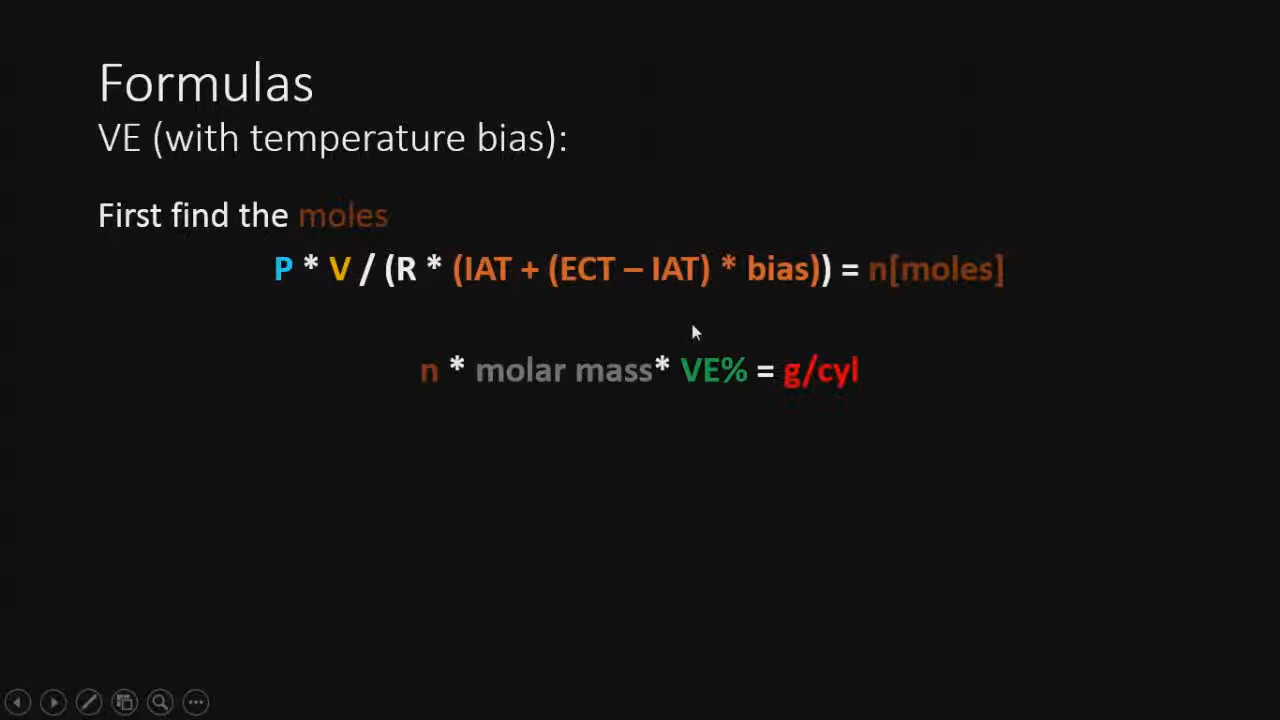 Formulas
VE (with temperature bias):
First find the moles
P * V / (R * (IAT + (ECT – IAT) * bias)) = n[moles]
n * molar mass* VE% = g/cyl